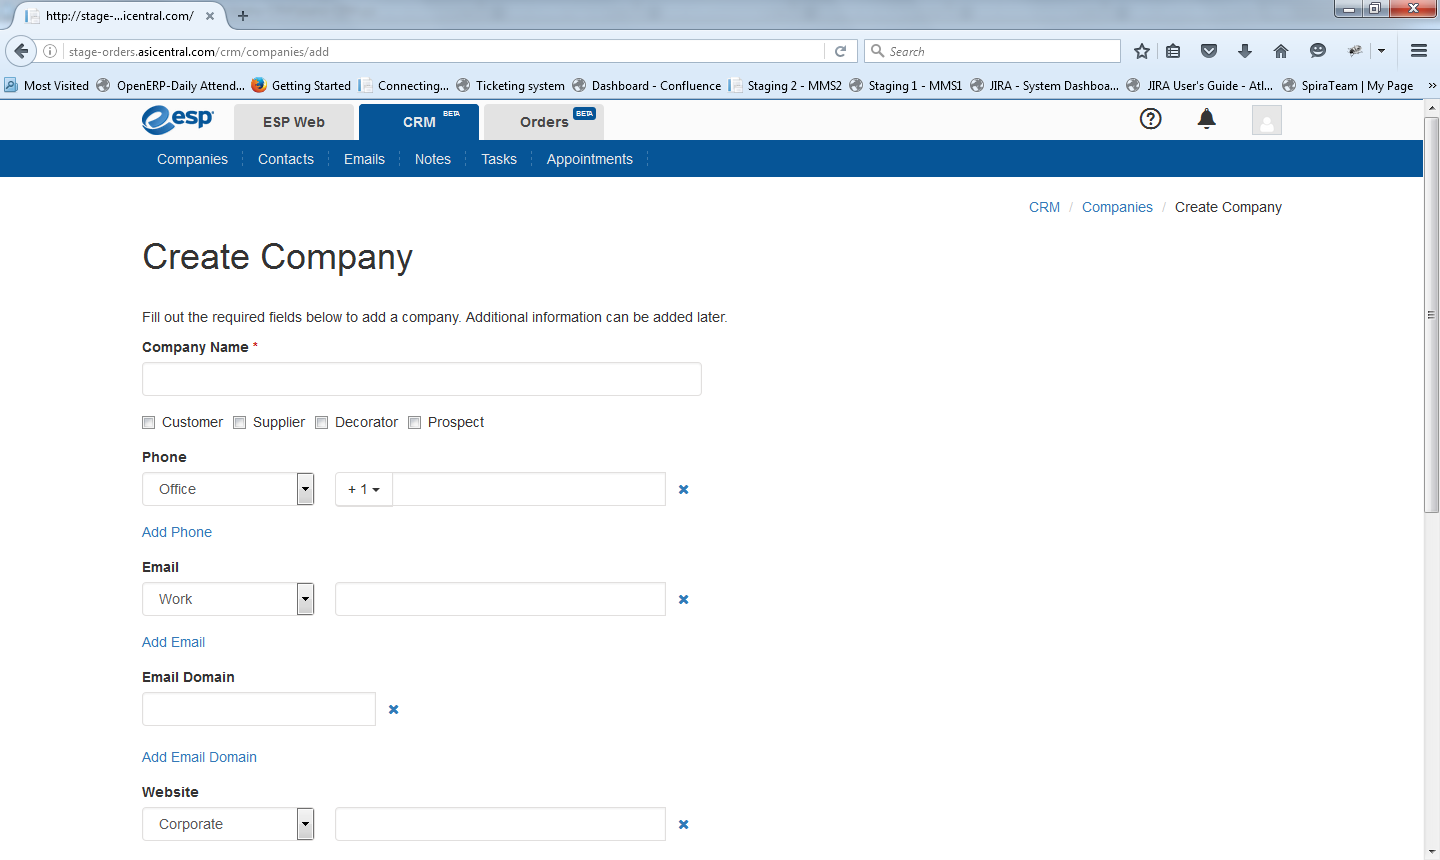 http://stage-...icentral.com/
stage-orders.asicentral.com/crm/companies/add
Search
Most Visited OpenERP-Daily Attend... Getting Started Connecting... Ticketing system Dashboard - Confluence Staging 2 - MMS2 Staging 1 - MMS1 JIRA - System Dashboa... JIRA User's Guide - Atl... SpiraTeam | My Page
esp ESP Web CRM BETA Orders BETA
Companies Contacts Emails Notes Tasks Appointments
CRM / Companies / Create Company
Create Company
Fill out the required fields below to add a company. Additional information can be added later.
Company Name *
Customer Supplier Decorator Prospect
Phone
Office + 1
Add Phone
Email
Work
Add Email
Email Domain
Add Email Domain
Website
Corporate